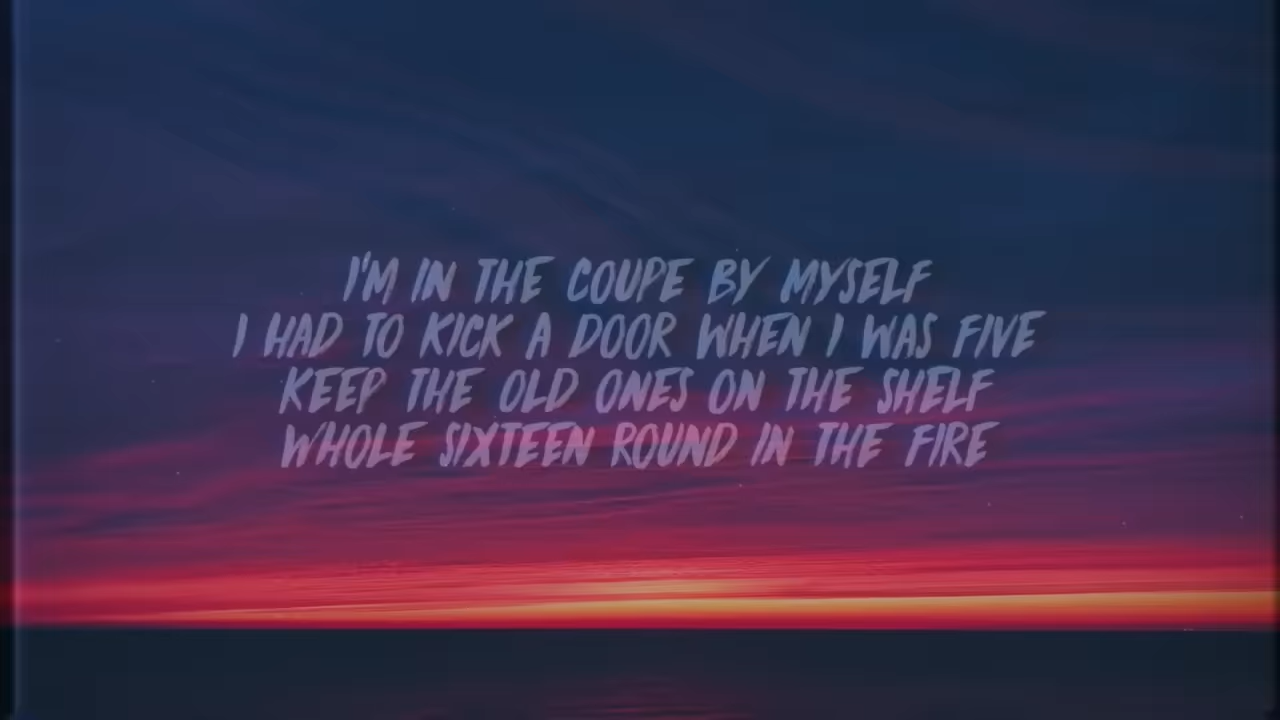 I'M IN THE COUPE BY MYSELF
I HAD TO KICK A DOOR WHEN I WAS FIVE
KEEP THE OLD ONES ON THE SHELF
WHOLE SIXTEEN ROUND IN THE FIRE